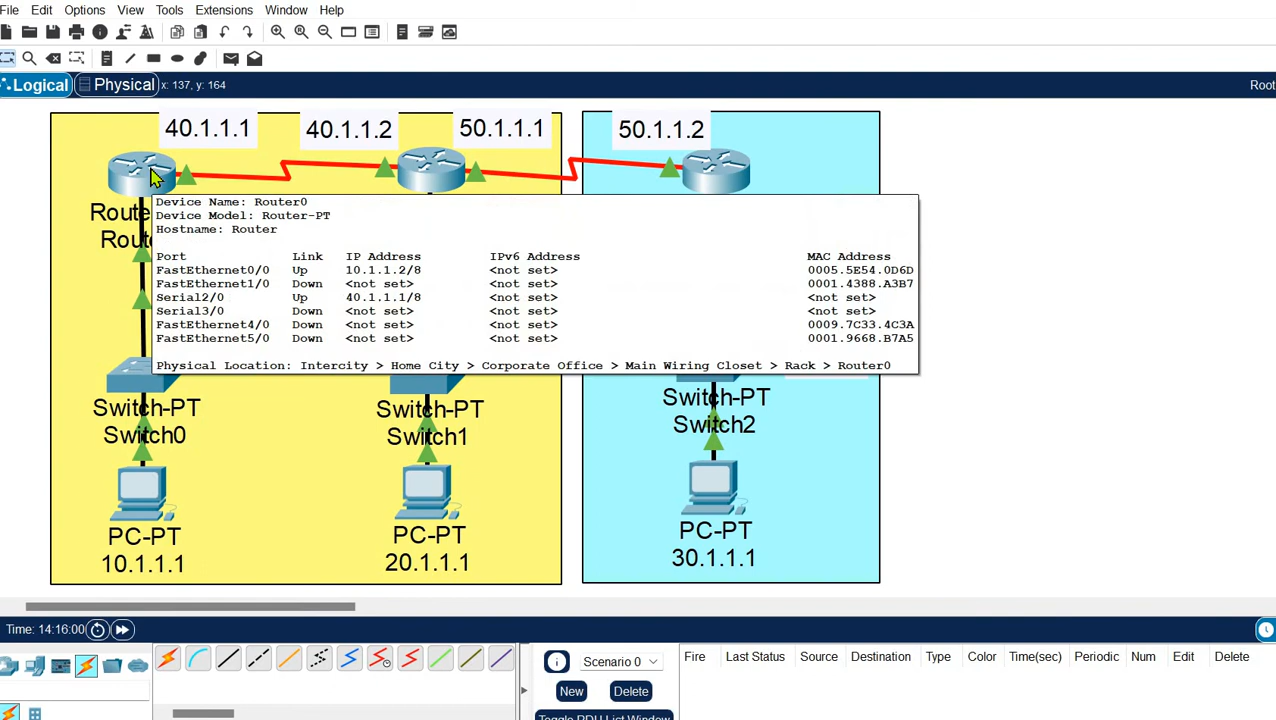 File Edit Options View Tools Extensions Window Help
Logical Physical x: 137, y: 164 Root
40.1.1.1 40.1.1.2 50.1.1.1 50.1.1.2
Device Name: Router0
Device Model: Router-PT
Hostname: Router
Port Link IP Address IPv6 Address MAC Address
FastEthernet0/0 Up 10.1.1.2/8 <not set> 0005.5E54.0D6D
FastEthernet1/0 Down <not set> <not set> 0001.4388.A3B7
Serial2/0 Up 40.1.1.1/8 <not set> <not set>
Serial3/0 Down <not set> <not set> <not set>
FastEthernet4/0 Down <not set> <not set> 0009.7C33.4C3A
FastEthernet5/0 Down <not set> <not set> 0001.9668.B7A5
Physical Location: Intercity > Home City > Corporate Office > Main Wiring Closet > Rack > Router0
Switch-PT Switch-PT Switch-PT
Switch0 Switch1 Switch2
PC-PT PC-PT PC-PT
10.1.1.1 20.1.1.1 30.1.1.1
Time: 14:16:00
Scenario 0
New Delete
Toggle PDU List Window
Fire Last Status Source Destination Type Color Time(sec) Periodic Num Edit Delete